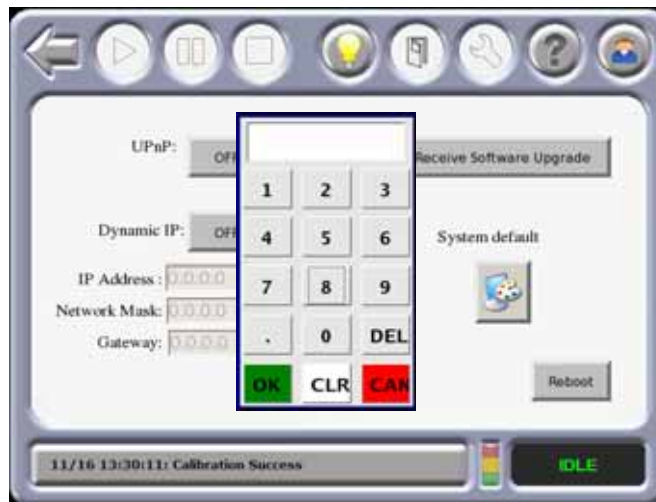 UPnP:
OFF
Receive Software Upgrade
1 2 3
Dynamic IP:
OFF
4 5 6
System default
IP Address : 0.0.0.0
7 8 9
Network Mask: 0.0.0.0
Gateway: 0.0.0.0
. 0 DEL
OK CLR CAN
Reboot
11/16 13:30:11: Calibration Success
IDLE